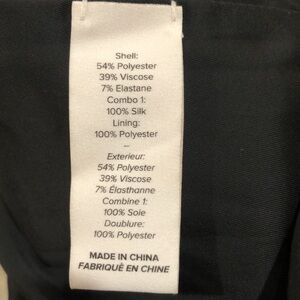 Shell:
54% Polyester
39% Viscose
7% Elastane
Combo 1:
100% Silk
Lining:
100% Polyester
–
Exterieur:
54% Polyester
39% Viscose
7% Élasthanne
Combine 1:
100% Soie
Doublure:
100% Polyester
MADE IN CHINA
FABRIQUÉ EN CHINE